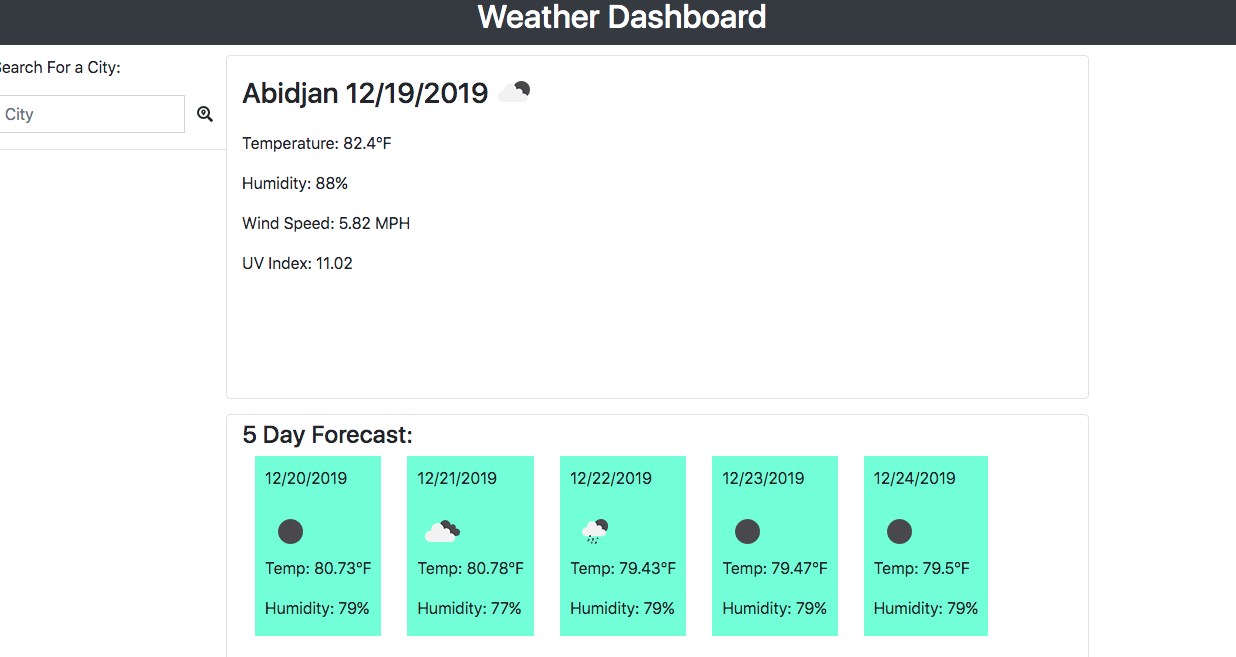 Weather Dashboard
Search For a City:
City
Abidjan 12/19/2019
Temperature: 82.4°F
Humidity: 88%
Wind Speed: 5.82 MPH
UV Index: 11.02
5 Day Forecast:
12/20/2019
Temp: 80.73°F
Humidity: 79%
12/21/2019
Temp: 80.78°F
Humidity: 77%
12/22/2019
Temp: 79.43°F
Humidity: 79%
12/23/2019
Temp: 79.47°F
Humidity: 79%
12/24/2019
Temp: 79.5°F
Humidity: 79%